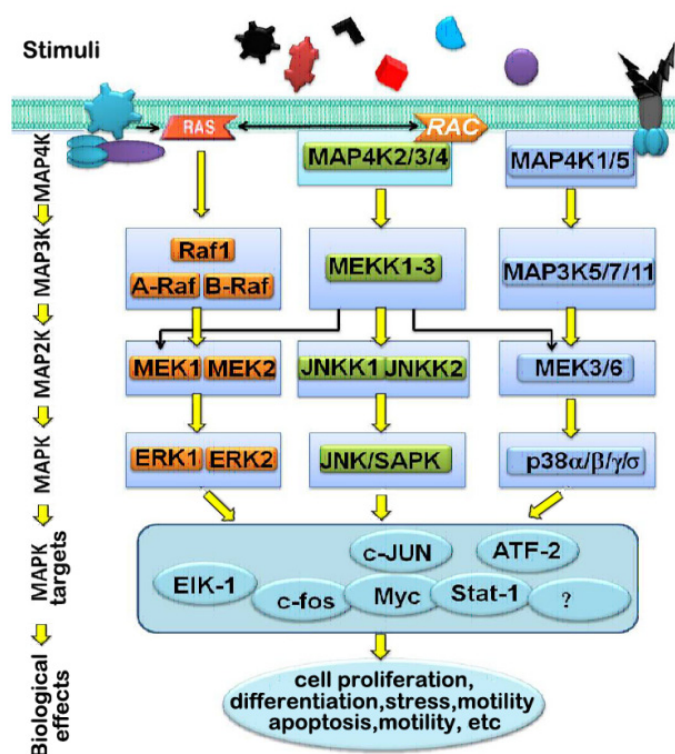 Stimuli
RAS
RAC
MAP4K
MAP4K2/3/4
MAP4K1/5
MAP3K
Raf1
A-Raf B-Raf
MEKK1-3
MAP3K5/7/11
MAP2K
MEK1 MEK2
JNKK1 JNKK2
MEK3/6
MAPK
ERK1 ERK2
JNK/SAPK
p38α/β/γ/σ
MAPK
targets
EIK-1
c-fos
c-JUN
Myc
ATF-2
Stat-1
?
Biological
effects
cell proliferation,
differentiation,stress,motility
apoptosis,motility, etc